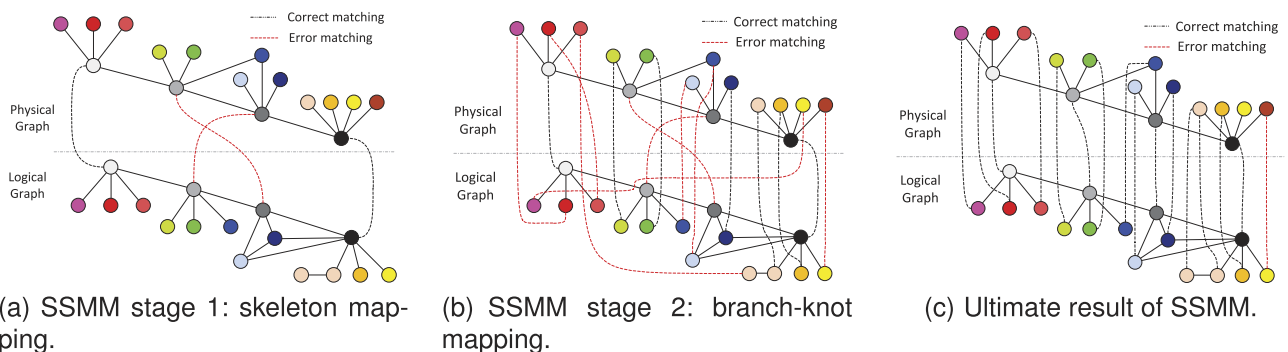 Correct matching
Error matching
Physical
Graph
Logical
Graph
(a) SSMM stage 1: skeleton map-
ping.
Correct matching
Error matching
Physical
Graph
Logical
Graph
(b) SSMM stage 2: branch-knot
mapping.
Correct matching
Error matching
Physical
Graph
Logical
Graph
(c) Ultimate result of SSMM.